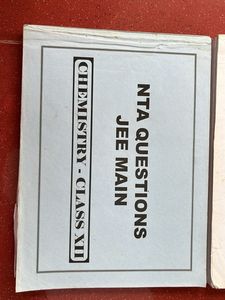 NTA QUESTIONS
JEE MAIN
CHEMISTRY - CLASS XII